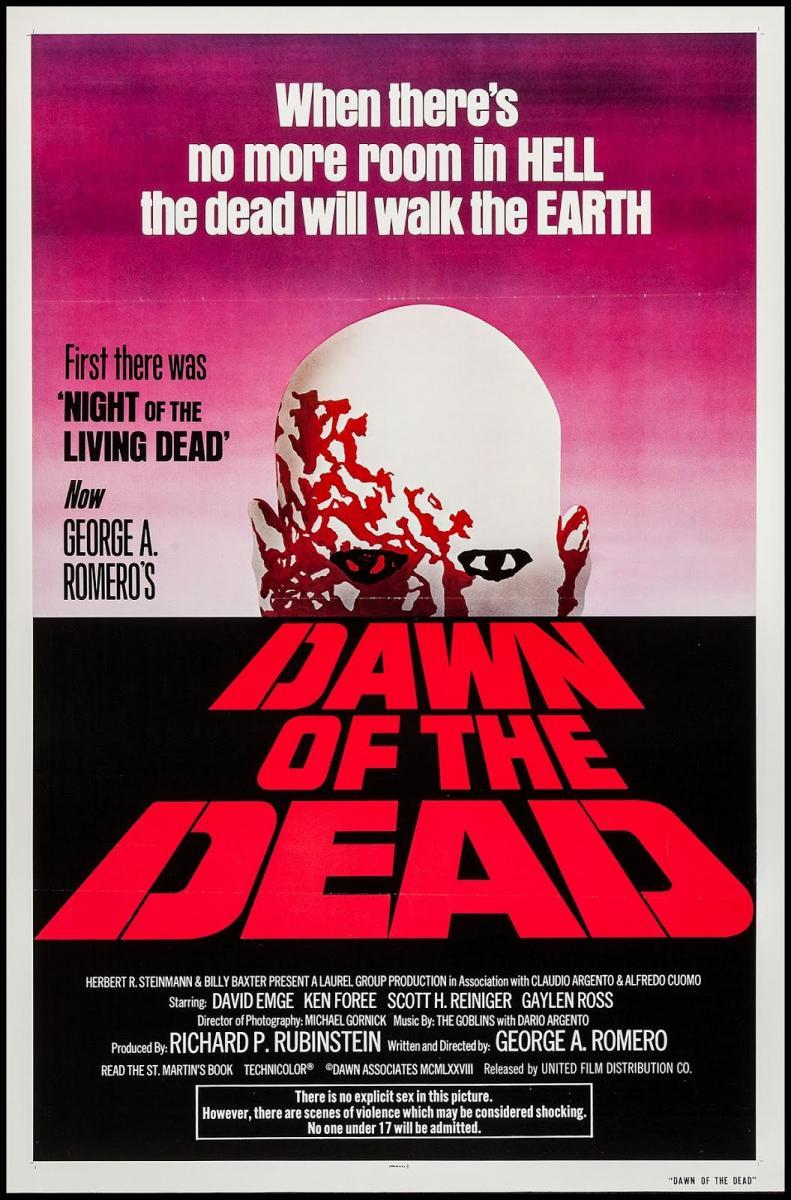 When there's
no more room in HELL
the dead will walk the EARTH
First there was
'NIGHT OF THE
LIVING DEAD'
Now
GEORGE A.
ROMERO'S
DAWN
OF THE
DEAD
HERBERT R. STEINMANN & BILLY BAXTER PRESENT A LAUREL GROUP PRODUCTION in Association with CLAUDIO ARGENTO & ALFREDO CUOMO
Starring: DAVID EMGE KEN FOREE SCOTT H. REINIGER GAYLEN ROSS
Director of Photography: MICHAEL GORNICK Music By: THE GOBLINS with DARIO ARGENTO
Produced By: RICHARD P. RUBINSTEIN Written and Directed by: GEORGE A. ROMERO
READ THE ST. MARTIN'S BOOK TECHNICOLOR® ©DAWN ASSOCIATES MCMLXXVIII Released by UNITED FILM DISTRIBUTION CO.
There is no explicit sex in this picture.
However, there are scenes of violence which may be considered shocking.
No one under 17 will be admitted.
"DAWN OF THE DEAD"